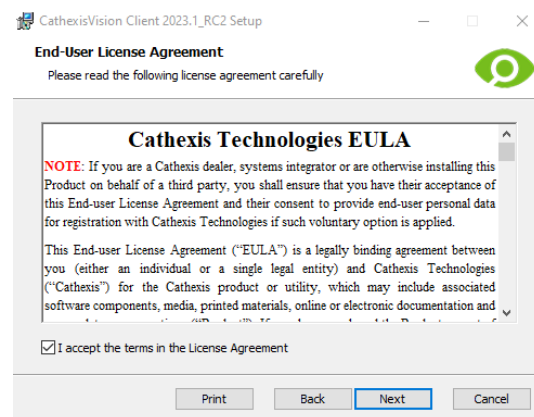 CathexisVision Client 2023.1_RC2 Setup
End-User License Agreement
Please read the following license agreement carefully
Cathexis Technologies EULA
NOTE: If you are a Cathexis dealer, systems integrator or are otherwise installing this
Product on behalf of a third party, you shall ensure that you have their acceptance of
this End-user License Agreement and their consent to provide end-user personal data
for registration with Cathexis Technologies if such voluntary option is applied.
This End-user License Agreement (“EULA”) is a legally binding agreement between
you (either an individual or a single legal entity) and Cathexis Technologies
(“Cathexis”) for the Cathexis product or utility, which may include associated
software components, media, printed materials, online or electronic documentation and
I accept the terms in the License Agreement
Print Back Next Cancel